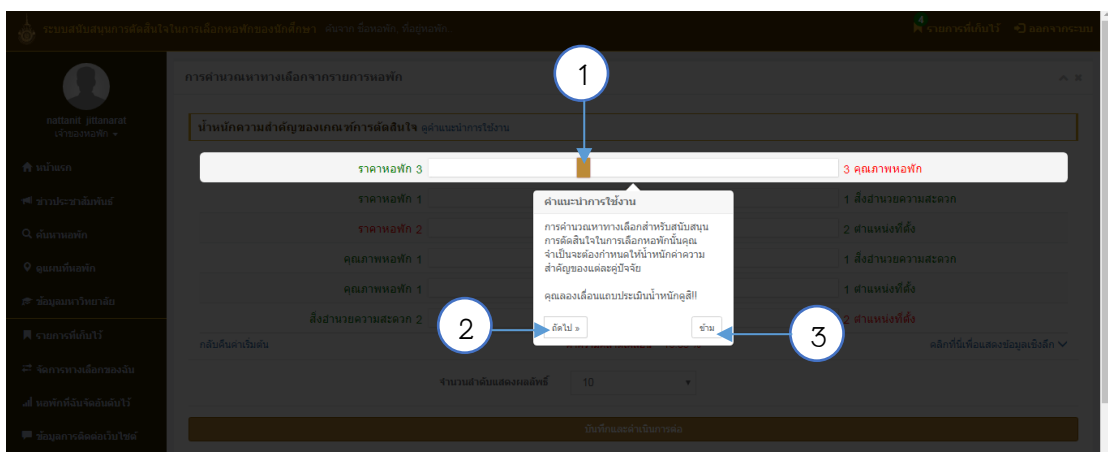 ระบบสนับสนุนการตัดสินใจในการเลือกหอพักของนักศึกษา ค้นจาก ชื่อหอพัก ที่อยู่หอพัก.
4
รายการที่เก็บไว้ ออกจากระบบ
nattanit jittanarat
เจ้าของหอพัก
หน้าแรก
ข่าวประชาสัมพันธ์
ค้นหาหอพัก
ดูแผนที่หอพัก
ข้อมูลมหาวิทยาลัย
รายการที่เก็บไว้
จัดการทางเลือกของฉัน
หอพักที่ฉันจัดอันดับไว้
ข้อมูลการติดต่อเว็บไซต์
การคำนวณหาทางเลือกจากรายการหอพัก
1
น้ำหนักความสำคัญของเกณฑ์การตัดสินใจ ดูคำแนะนำการใช้งาน
ราคาหอพัก 3 3 คุณภาพหอพัก
ราคาหอพัก 1 1 สิ่งอำนวยความสะดวก
ราคาหอพัก 2 2 ตำแหน่งที่ตั้ง
คุณภาพหอพัก 1 1 สิ่งอำนวยความสะดวก
คุณภาพหอพัก 1 1 ตำแหน่งที่ตั้ง
สิ่งอำนวยความสะดวก 2 2 ตำแหน่งที่ตั้ง
คำแนะนำการใช้งาน
การคำนวณหาทางเลือกสำหรับสนับสนุน
การตัดสินใจในการเลือกหอพักนั้นคุณ
จำเป็นจะต้องกำหนดให้น้ำหนักค่าความ
สำคัญของแต่ละคู่ปัจจัย
คุณลองเลื่อนแถบประเมินน้ำหนักดูสิ!!
2 ถัดไป » ข้าม 3
กลับคืนค่าเริ่มต้น คลิกที่นี่เพื่อแสดงข้อมูลเชิงลึก
จำนวนลำดับแสดงผลลัพธ์ 10
บันทึกและดำเนินการต่อ